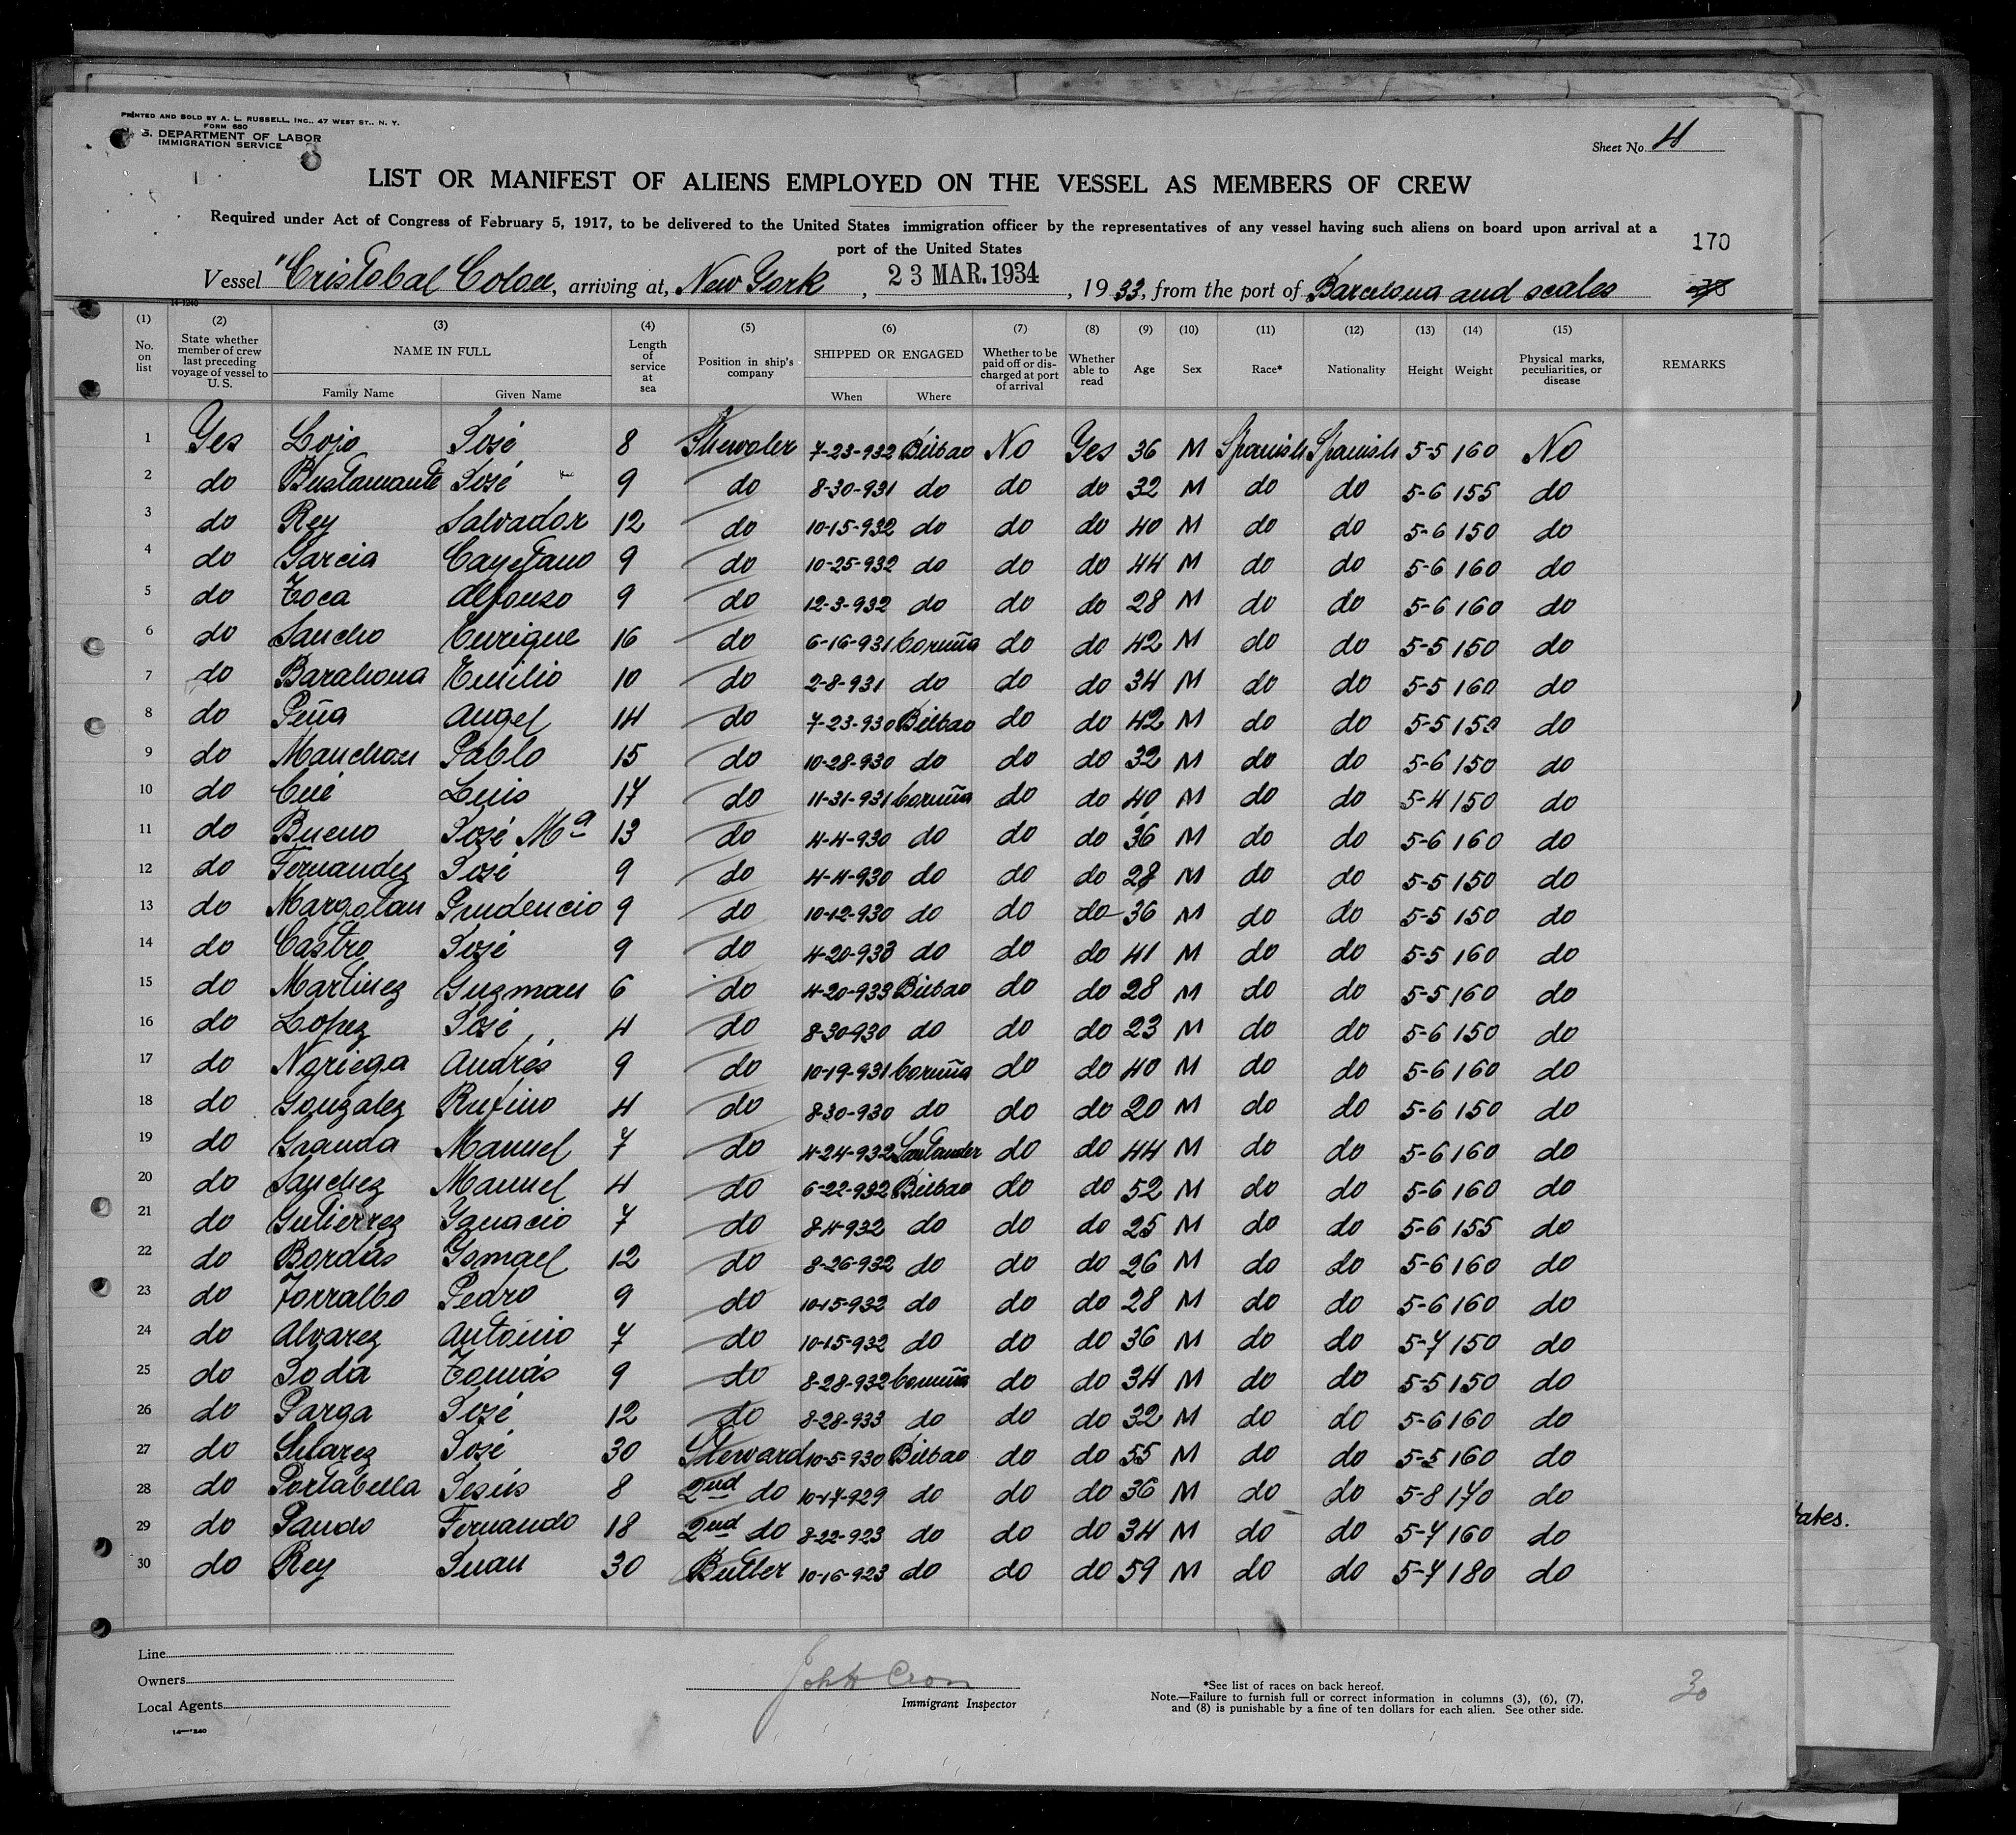 PRINTED AND SOLD BY A. L. RUSSELL, INC., 47 WEST ST., N. Y.
FORM 680
S. DEPARTMENT OF LABOR
IMMIGRATION SERVICE
Sheet No. 4
LIST OR MANIFEST OF ALIENS EMPLOYED ON THE VESSEL AS MEMBERS OF CREW
Required under Act of Congress of February 5, 1917, to be delivered to the United States immigration officer by the representatives of any vessel having such aliens on board upon arrival at a
port of the United States
170
Vessel "Cristobal Colon, arriving at, New York, 23 MAR. 1934, 1933, from the port of Barcelona and scales
14-1240
(1) (2) (3) (4) (5) (6) (7) (8) (9) (10) (11) (12) (13) (14) (15)
No. on list State whether member of crew last preceding voyage of vessel to U. S. NAME IN FULL Length of service at sea Position in ship's company SHIPPED OR ENGAGED Whether to be paid off or discharged at port of arrival Whether able to read Age Sex Race* Nationality Height Weight Physical marks, peculiarities, or disease REMARKS
Family Name Given Name When Where
1 Yes Lojo José 8 7-23-932 Bilbao No Yes 36 M Spanish Spanish 5-5 160 No
2 do Bustamante José 9 do 8-30-931 do do do 32 M do do 5-6 155 do
3 do Rey Salvador 12 do 10-15-932 do do do 40 M do do 5-6 150 do
4 do Garcia Cayetano 9 do 10-25-932 do do do 44 M do do 5-6 160 do
5 do Toca Alfonso 9 do 12-3-932 do do do 28 M do do 5-6 160 do
6 do Sancho Enrique 16 do 6-16-931 Coruña do do 42 M do do 5-5 150 do
7 do Barahona Emilio 10 do 2-8-931 do do do 34 M do do 5-5 160 do
8 do Peña Angel 14 do 7-23-930 Bilbao do do 42 M do do 5-5 150 do
9 do Manchon Pablo 15 do 10-28-930 do do do 32 M do do 5-6 150 do
10 do Cué Luis 17 do 11-31-931 Coruña do do 40 M do do 5-4 150 do
11 do Bueno José Mª 13 do 4-4-930 do do do 36 M do do 5-6 160 do
12 do Fernandez José 9 do 4-4-930 do do do 28 M do do 5-5 150 do
13 do Margolan Prudencio 9 do 10-12-930 do do do 36 M do do 5-5 150 do
14 do Castro José 9 do 4-20-933 do do do 41 M do do 5-5 160 do
15 do Martinez Guzman 6 do 4-20-933 Bilbao do do 28 M do do 5-5 160 do
16 do Lopez José 4 do 8-30-930 do do do 23 M do do 5-6 150 do
17 do Noriega Andrés 9 do 10-19-931 Coruña do do 40 M do do 5-6 160 do
18 do Gonzalez Rufino 4 do 8-30-930 do do do 20 M do do 5-6 150 do
19 do Granda Manuel 7 do 4-24-932 Santander do do 44 M do do 5-6 160 do
20 do Sanchez Manuel 4 do 6-22-932 Bilbao do do 52 M do do 5-6 160 do
21 do Gutierrez Ygnacio 7 do 8-4-932 do do do 25 M do do 5-6 155 do
22 do Bordas Ysmael 12 do 8-26-932 do do do 26 M do do 5-6 160 do
23 do Torralbo Pedro 9 do 10-15-932 do do do 28 M do do 5-6 160 do
24 do Alvarez Antonio 7 do 10-15-932 do do do 36 M do do 5-7 150 do
25 do Tomás 9 do 8-28-932 Coruña do do 34 M do do 5-5 150 do
26 do Parga José 12 do 8-28-933 do do do 32 M do do 5-6 160 do
27 do Suarez José 30 Steward 10-5-930 Bilbao do do 55 M do do 5-5 160 do
28 do Portabella Jesús 8 2nd do 10-17-929 do do do 36 M do do 5-8 170 do
29 do Pando Fernando 18 2nd do 8-22-923 do do do 34 M do do 5-7 160 do
30 do Rey Juan 30 Butler 10-16-923 do do do 59 M do do 5-7 180 do
ates.
Line
Owners
Local Agents
14—1240
Immigrant Inspector
*See list of races on back hereof.
Note.—Failure to furnish full or correct information in columns (3), (6), (7),
and (8) is punishable by a fine of ten dollars for each alien. See other side.
30